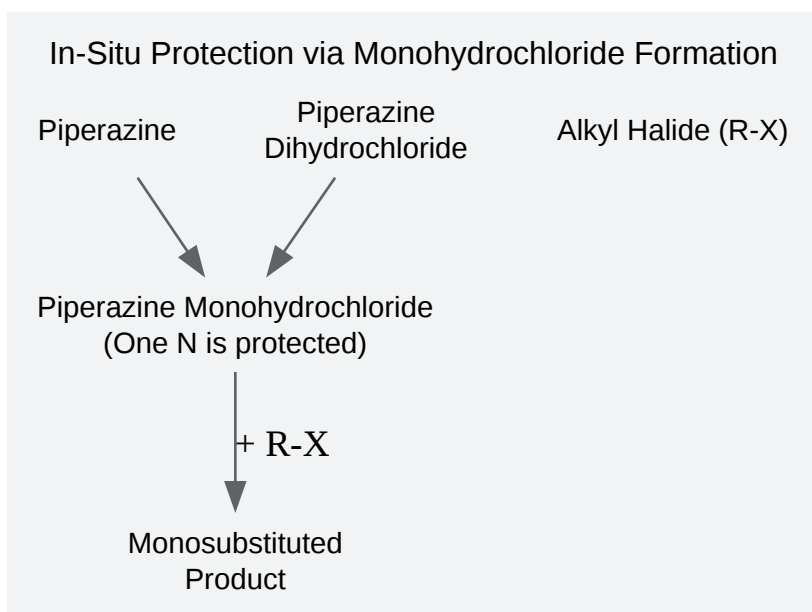 In-Situ Protection via Monohydrochloride Formation
Piperazine
Piperazine
Dihydrochloride
Alkyl Halide (R-X)
Piperazine Monohydrochloride
(One N is protected)
+ R-X
Monosubstituted
Product